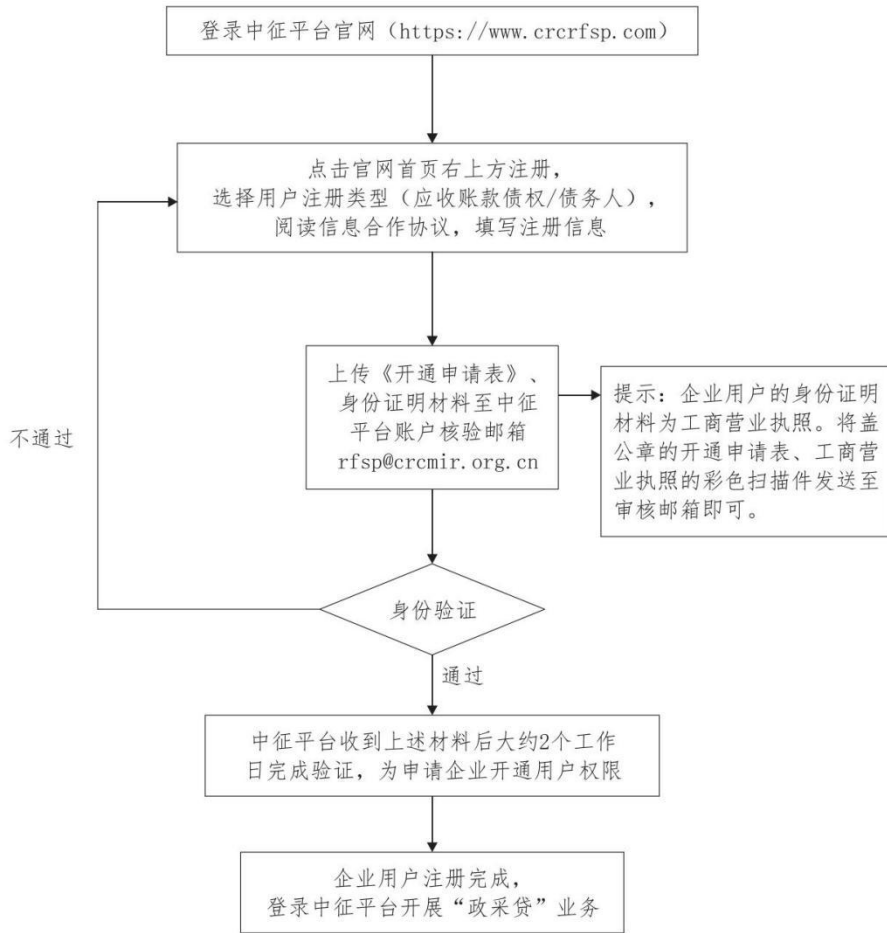 登录中征平台官网（https://www.crcrfsp.com）
点击官网首页右上方注册，
选择用户注册类型（应收账款债权/债务人），
阅读信息合作协议，填写注册信息
上传《开通申请表》、
身份证明材料至中征
平台账户核验邮箱
rfsp@crcmir.org.cn
提示：企业用户的身份证明
材料为工商营业执照。将盖
公章的开通申请表、工商营
业执照的彩色扫描件发送至
审核邮箱即可。
不通过
身份验证
通过
中征平台收到上述材料后大约2个工作
日完成验证，为申请企业开通用户权限
企业用户注册完成，
登录中征平台开展“政采贷”业务